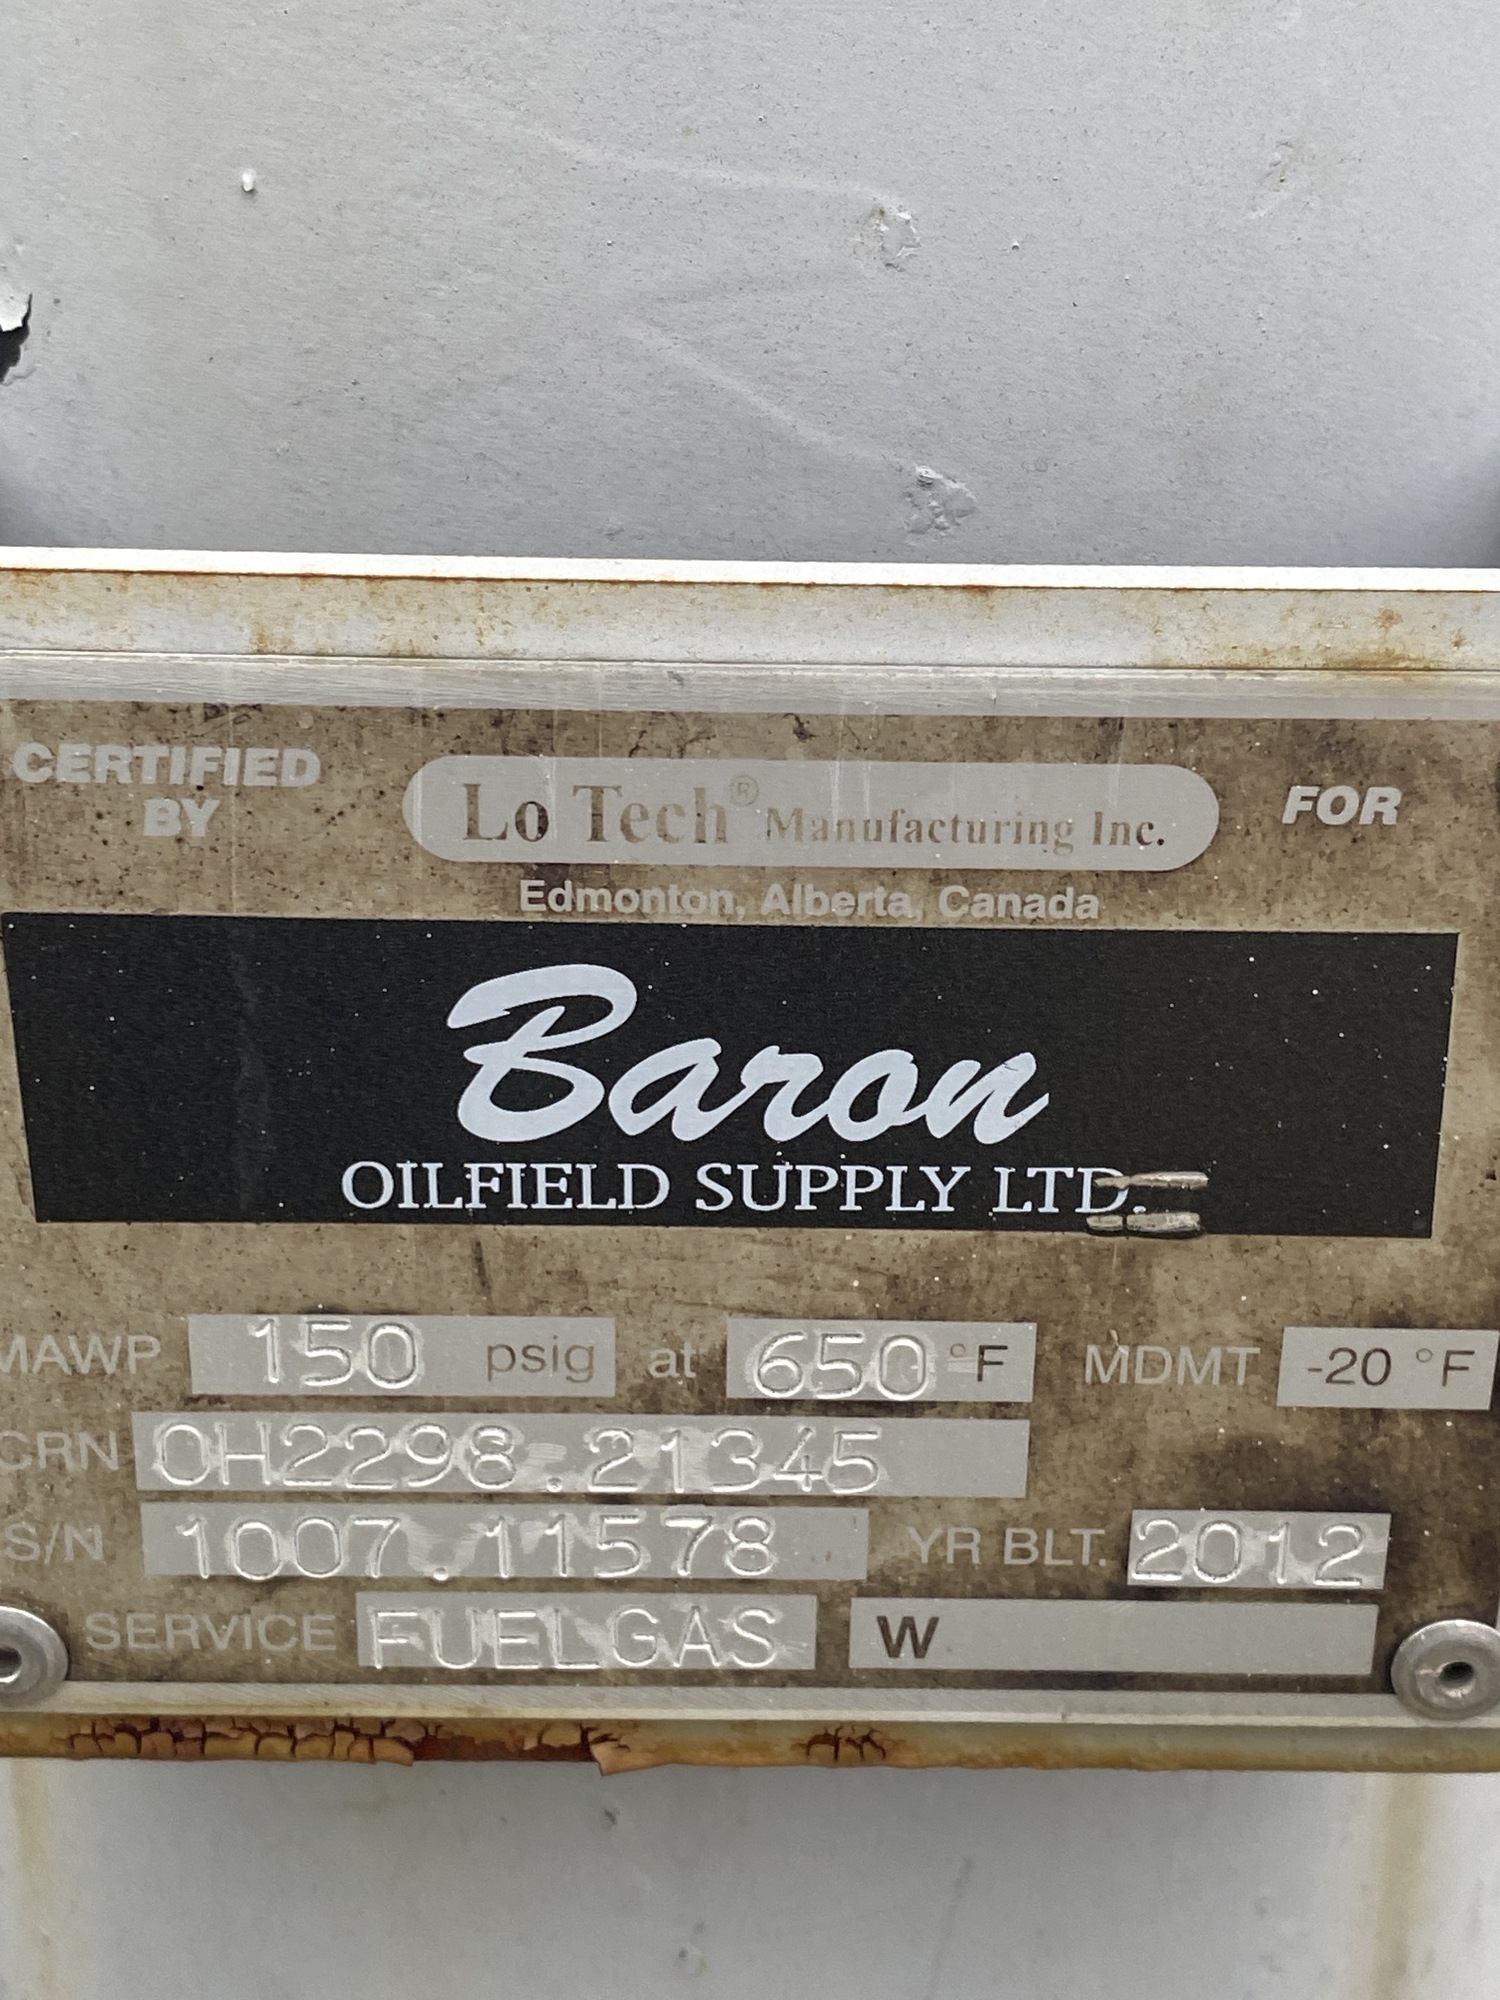 CERTIFIED
BY
Lo Tech® Manufacturing Inc.
FOR
Edmonton, Alberta, Canada
Baron
OILFIELD SUPPLY LTD.
MAWP 150 psig at 650 °F MDMT -20 °F
CRN 0H2298.21345
S/N 1007.11578 YR BLT. 2012
SERVICE FUELGAS W